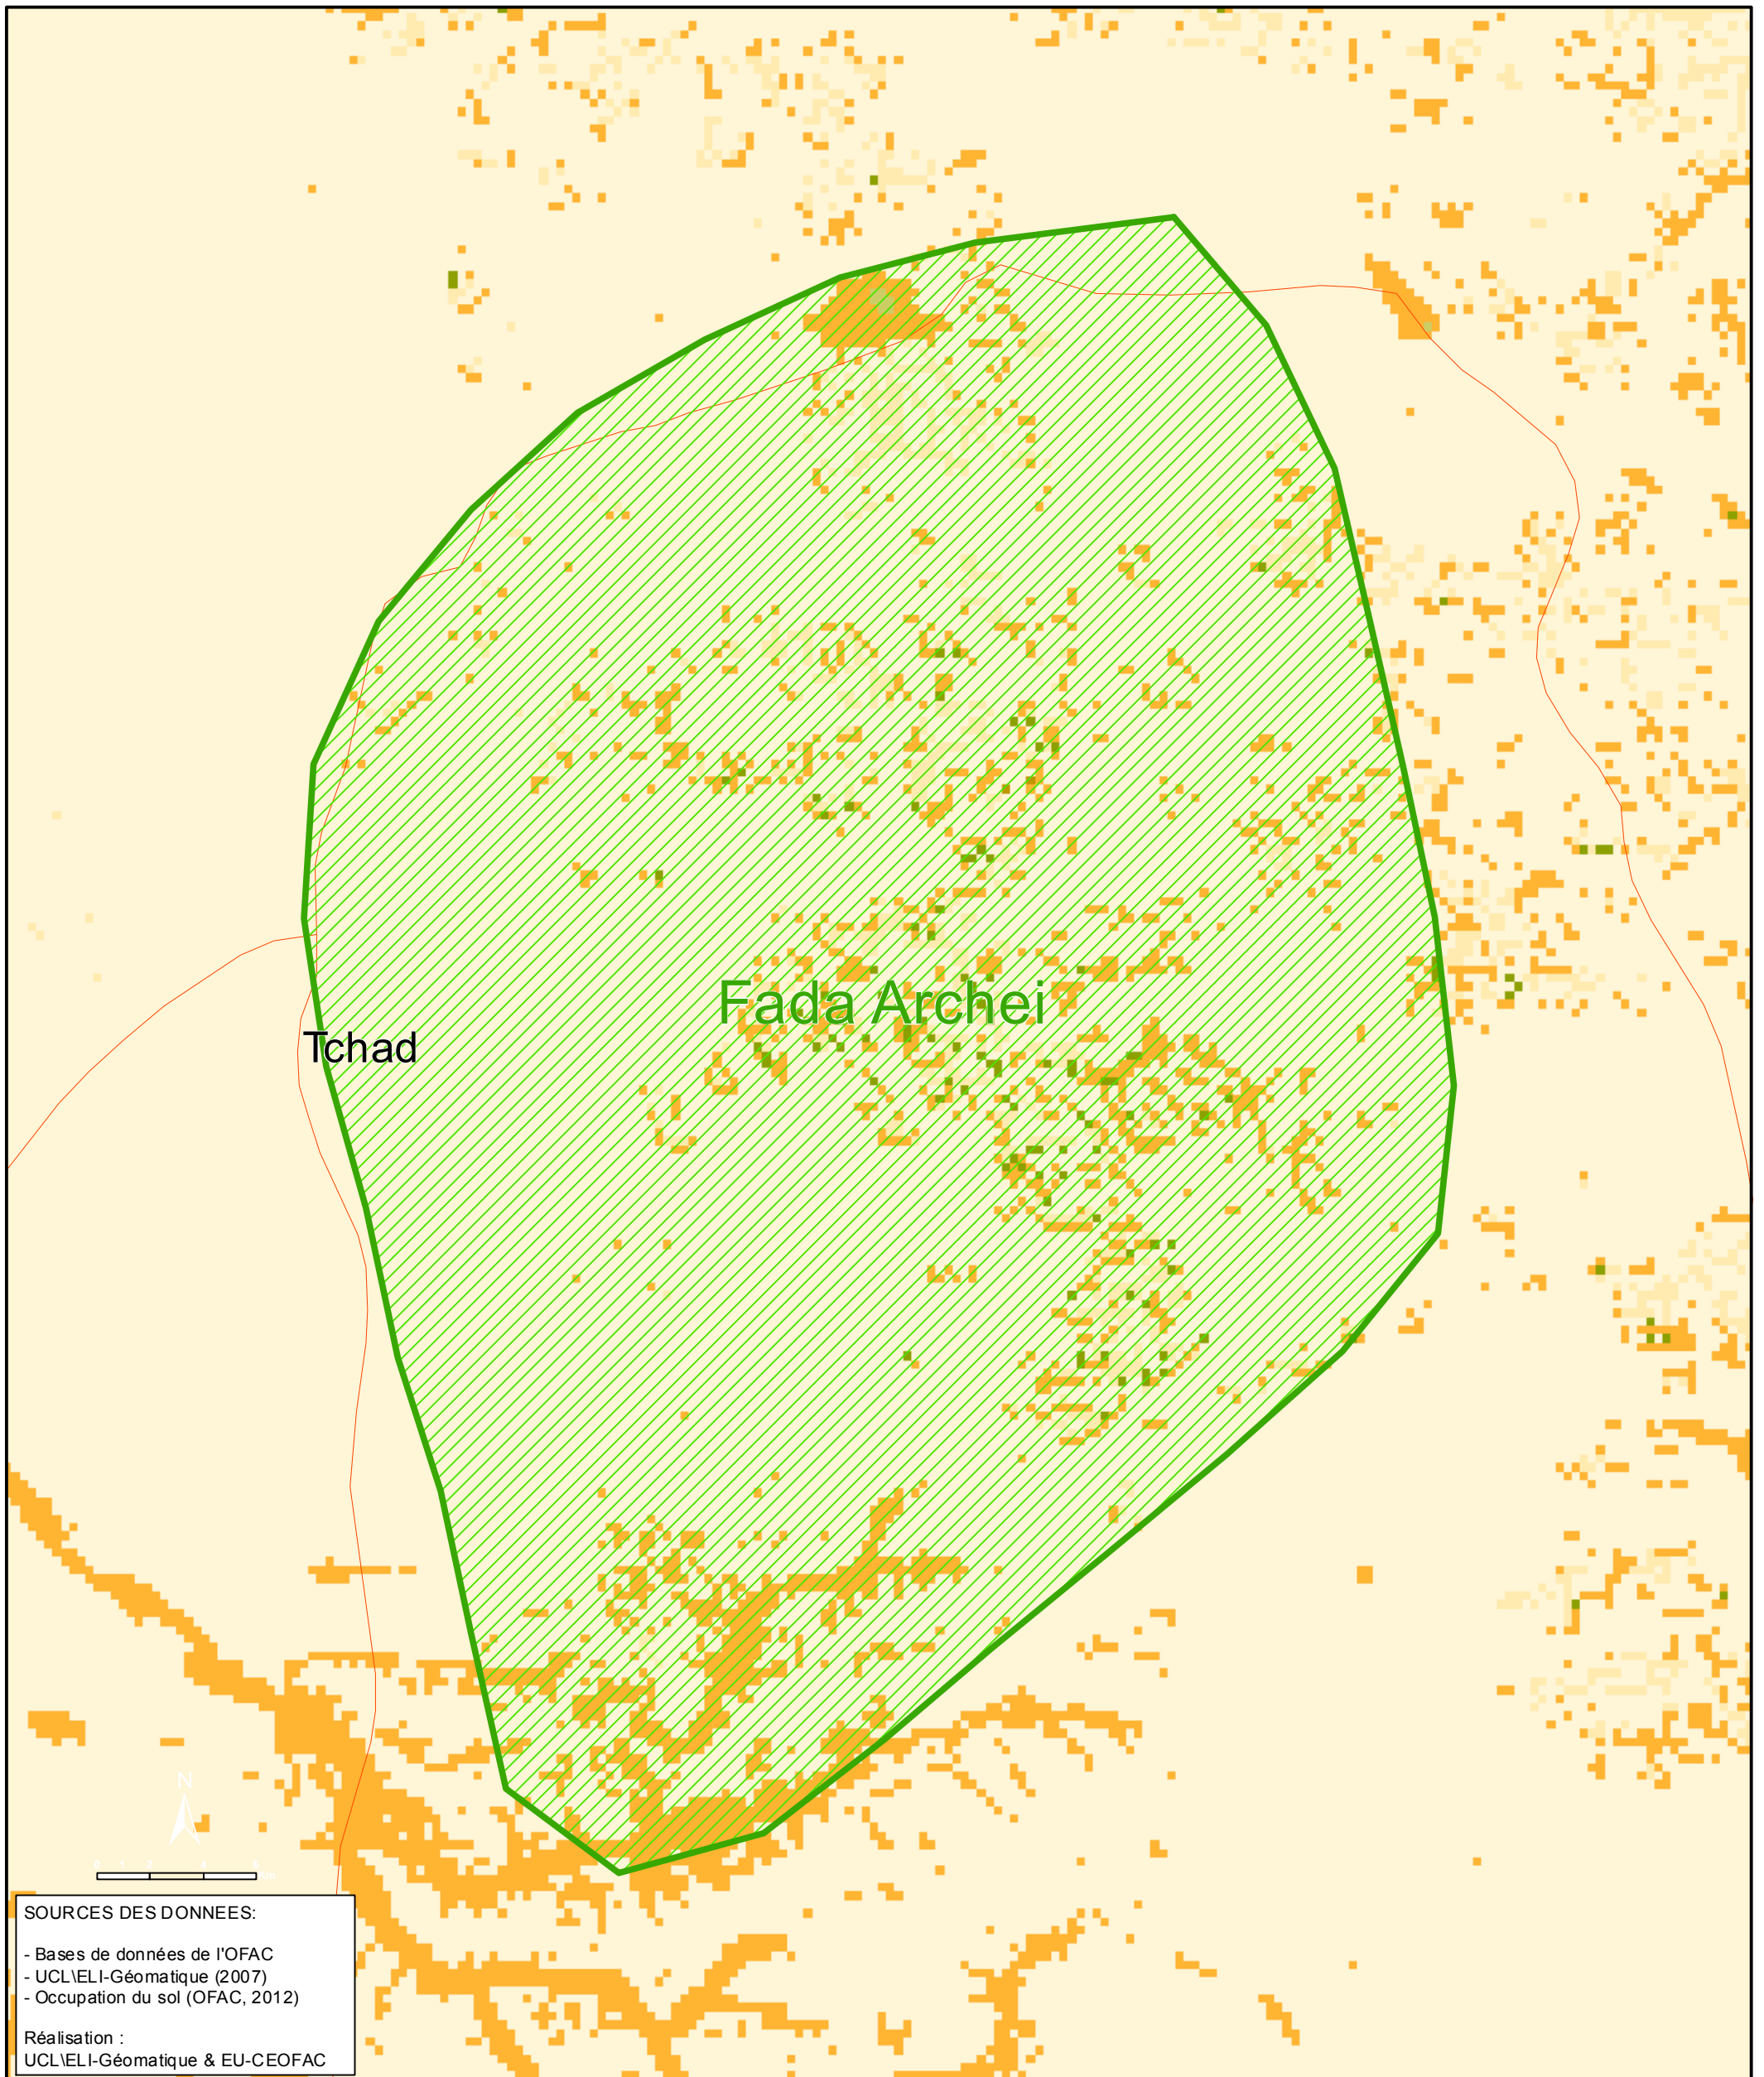 Fada Archei
Tchad
N
SOURCES DES DONNEES:
- Bases de données de l'OFAC
- UCL\ELI-Géomatique (2007)
- Occupation du sol (OFAC, 2012)
Réalisation :
UCL\ELI-Géomatique & EU-CEOFAC